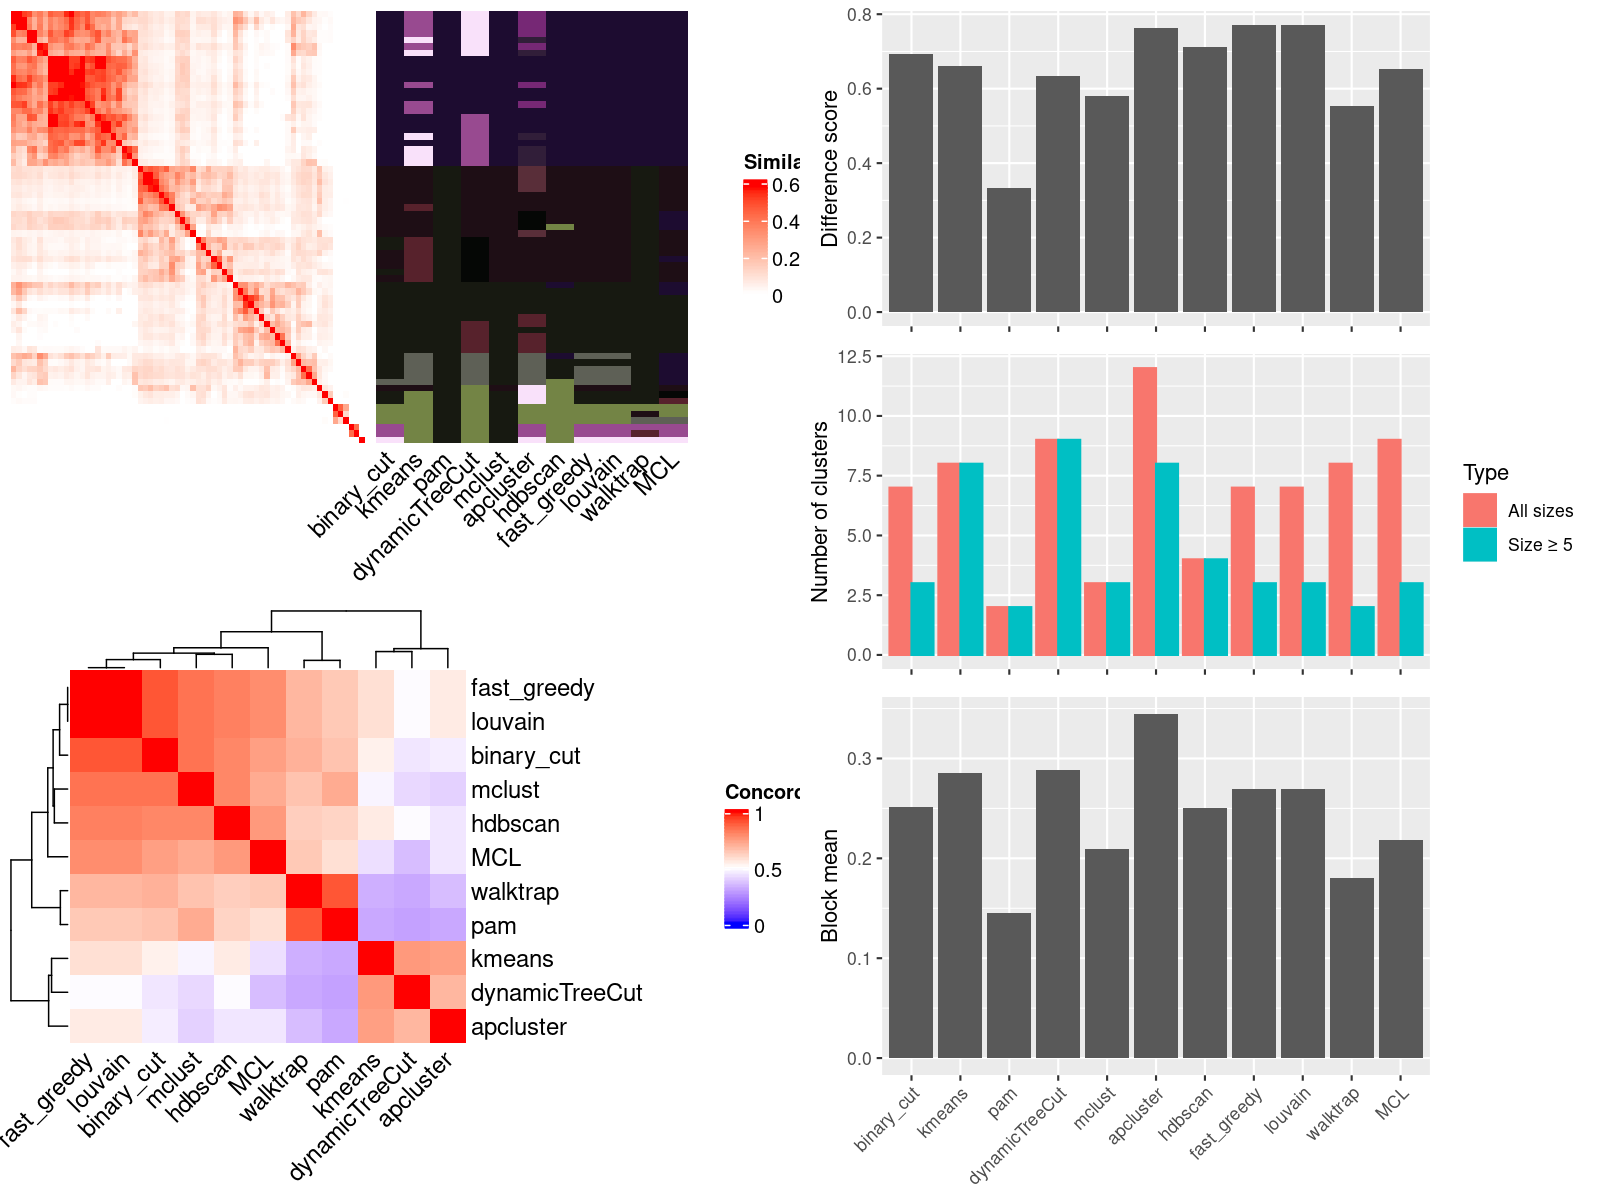 Simila
0.6
0.4
0.2
0
binary_cut
kmeans
pam
dynamicTreeCut
mclust
apcluster
hdbscan
fast_greedy
louvain
walktrap
MCL
fast_greedy
louvain
binary_cut
mclust
hdbscan
MCL
walktrap
pam
kmeans
dynamicTreeCut
apcluster
fast_greedy
louvain
binary_cut
mclust
hdbscan
MCL
walktrap
pam
kmeans
dynamicTreeCut
apcluster
Concord
1
0.5
0
Difference score
0.8
0.6
0.4
0.2
0.0
Number of clusters
12.5
10.0
7.5
5.0
2.5
0.0
Type
All sizes
Size ≥ 5
Block mean
0.3
0.2
0.1
0.0
binary_cut
kmeans
pam
dynamicTreeCut
mclust
apcluster
hdbscan
fast_greedy
louvain
walktrap
MCL